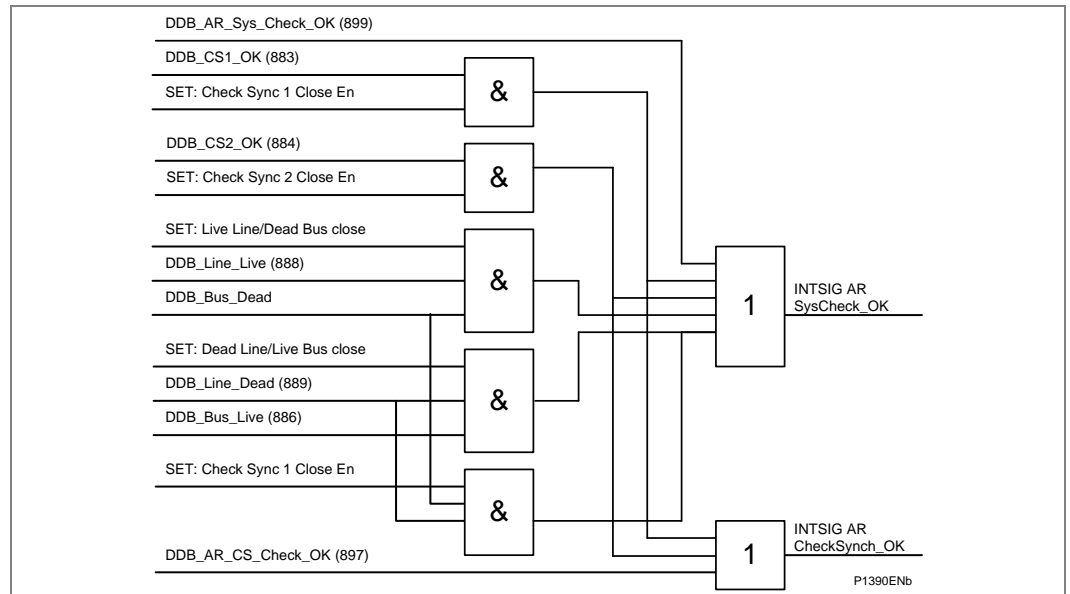 DDB_AR_Sys_Check_OK (899)
DDB_CS1_OK (883)
SET: Check Sync 1 Close En
&
DDB_CS2_OK (884)
SET: Check Sync 2 Close En
&
SET: Live Line/Dead Bus close
DDB_Line_Live (888)
DDB_Bus_Dead
&
1
INTSIG AR
SysCheck_OK
SET: Dead Line/Live Bus close
DDB_Line_Dead (889)
DDB_Bus_Live (886)
&
SET: Check Sync 1 Close En
&
DDB_AR_CS_Check_OK (897)
1
INTSIG AR
CheckSynch_OK
P1390ENb